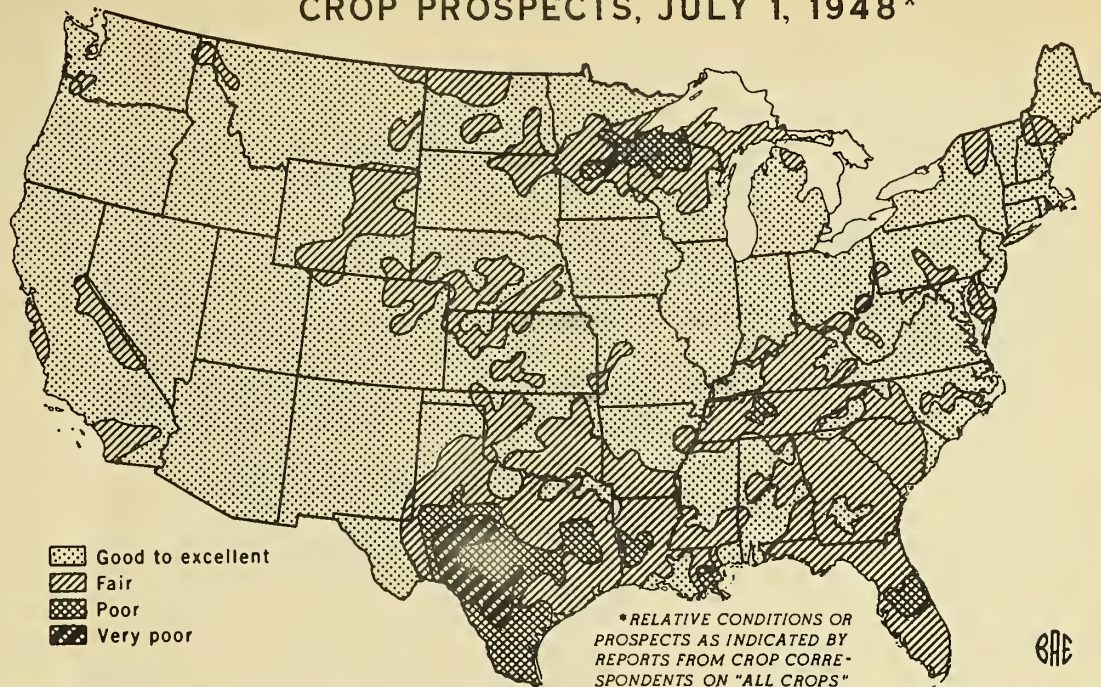 CROP PROSPECTS, JULY 1, 1948*
Good to excellent
Fair
Poor
Very poor
*RELATIVE CONDITIONS OR
PROSPECTS AS INDICATED BY
REPORTS FROM CROP CORRE-
SPONDENTS ON "ALL CROPS"
BAE